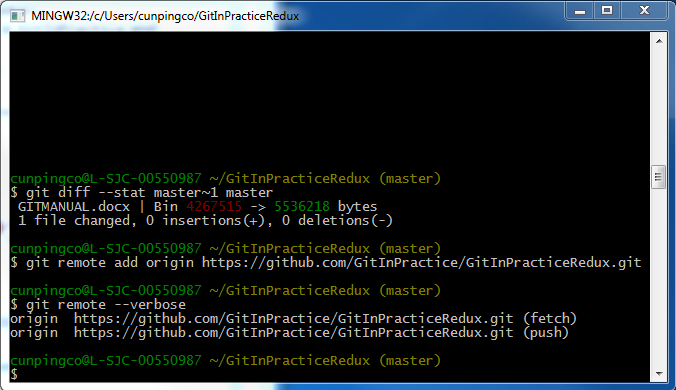 MINGW32:/c/Users/cunpingco/GitInPracticeRedux
cunpingco@L-SJC-00550987 ~/GitInPracticeRedux (master)
$ git diff --stat master~1 master
GITMANUAL.docx | Bin 4267515 -> 5536218 bytes
1 file changed, 0 insertions(+), 0 deletions(-)
cunpingco@L-SJC-00550987 ~/GitInPracticeRedux (master)
$ git remote add origin https://github.com/GitInPractice/GitInPracticeRedux.git
cunpingco@L-SJC-00550987 ~/GitInPracticeRedux (master)
$ git remote --verbose
origin  https://github.com/GitInPractice/GitInPracticeRedux.git (fetch)
origin  https://github.com/GitInPractice/GitInPracticeRedux.git (push)
cunpingco@L-SJC-00550987 ~/GitInPracticeRedux (master)
$